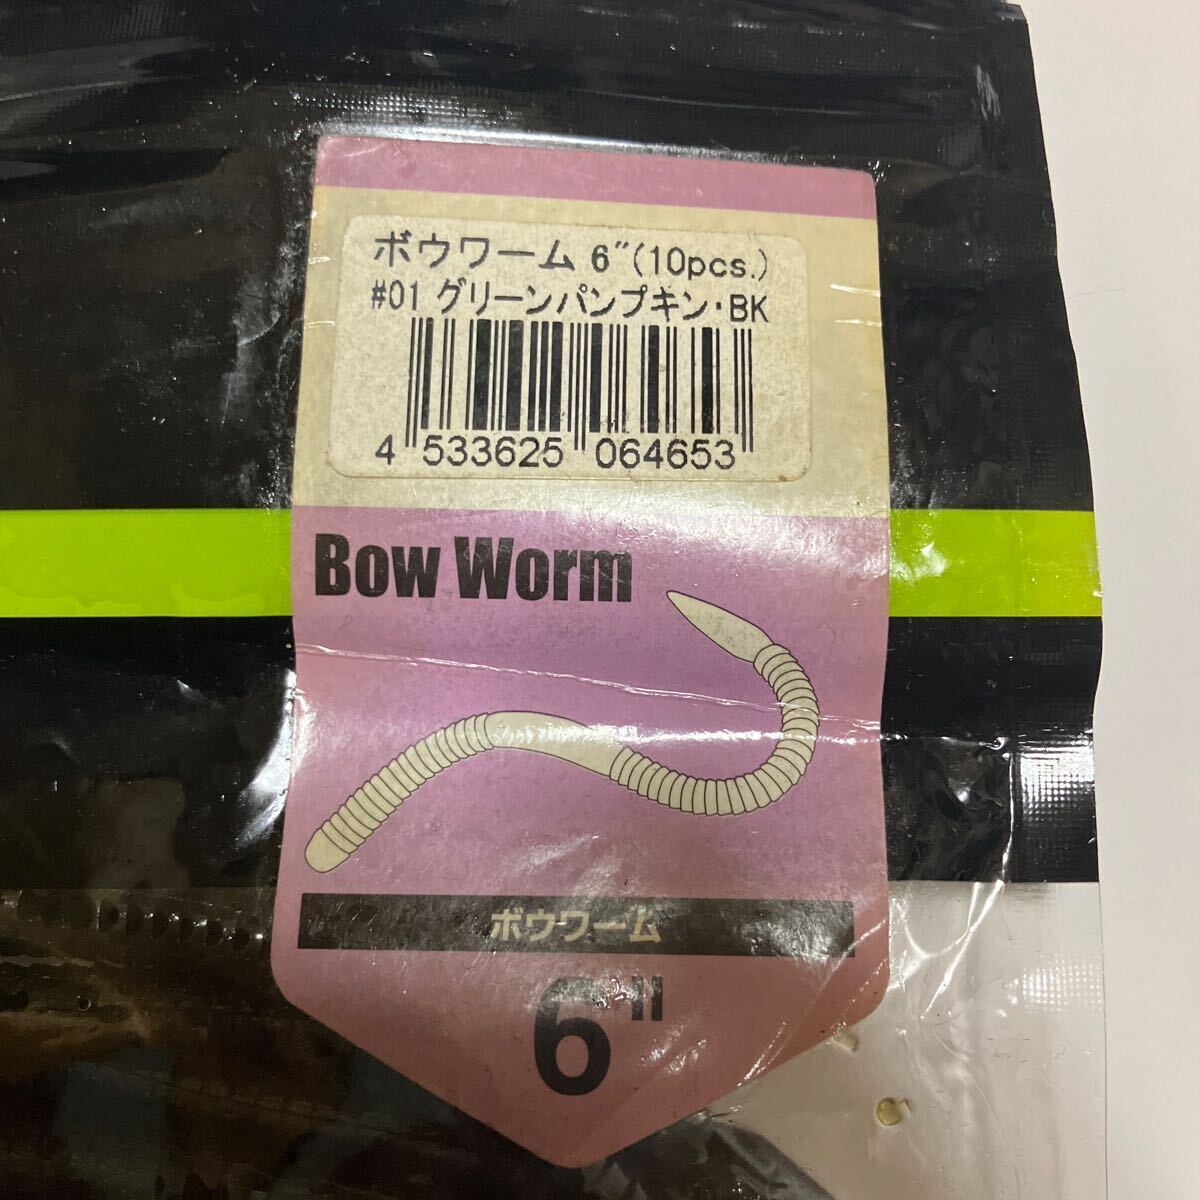 ボウワーム 6"(10pcs.)
#01 グリーンパンプキン・BK
4 533625 064653
Bow Worm
ボウワーム
6"